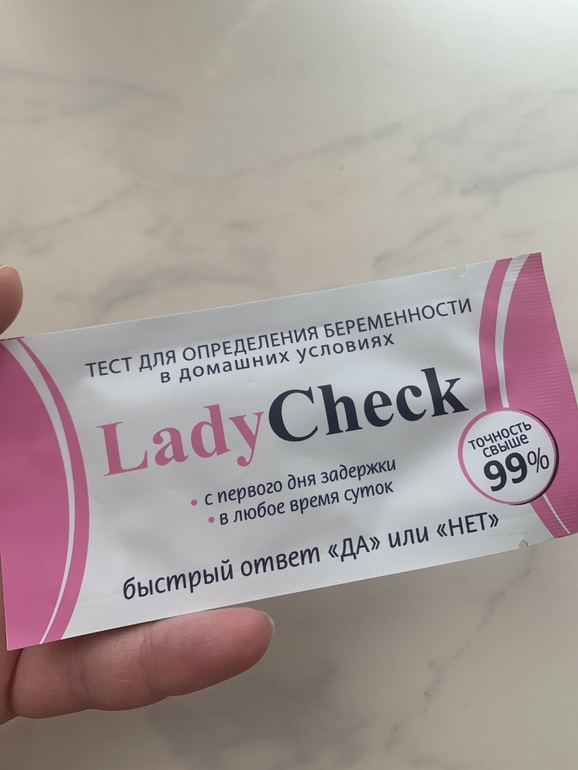 ТЕСТ ДЛЯ ОПРЕДЕЛЕНИЯ БЕРЕМЕННОСТИ
в домашних условиях
LadyCheck
• с первого дня задержки
• в любое время суток
точность
свыше
99%
быстрый ответ «ДА» или «НЕТ»